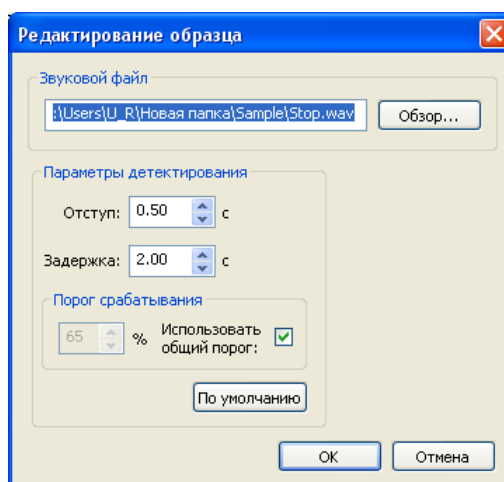 Редактирование образца
Звуковой файл
:\Users\U_R\Новая папка\Sample\Stop.wav
Обзор...
Параметры детектирования
Отступ: 0.50 с
Задержка: 2.00 с
Порог срабатывания
65 % Использовать
общий порог:
По умолчанию
OK Отмена